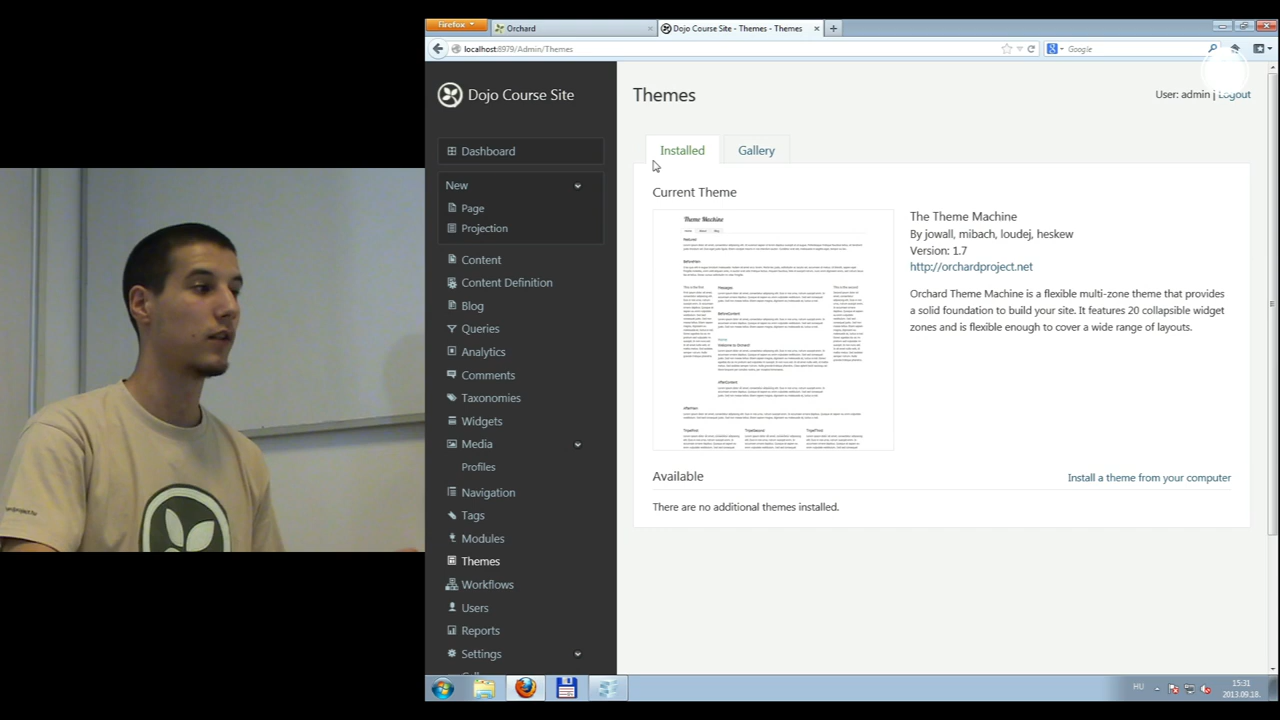 Firefox
Orchard
Dojo Course Site - Themes - Themes
localhost:8979/Admin/Themes
Google
Dojo Course Site
Themes
User: admin | Logout
Dashboard
Installed
Gallery
New
Page
Projection
Content
Content Definition
Blog
Queries
Analytics
Comments
Taxonomies
Widgets
Media
Profiles
Navigation
Tags
Modules
Themes
Workflows
Users
Reports
Settings
Current Theme
Theme Machine
The Theme Machine
By jowall, mibach, loudej, heskew
Version: 1.7
http://orchardproject.net
Orchard Theme Machine is a flexible multi-zone theme that provides
a solid foundation to build your site. It features 20 collapsible widget
zones and is flexible enough to cover a wide range of layouts.
Available
Install a theme from your computer
There are no additional themes installed.
HU
15:31
2013.09.18.